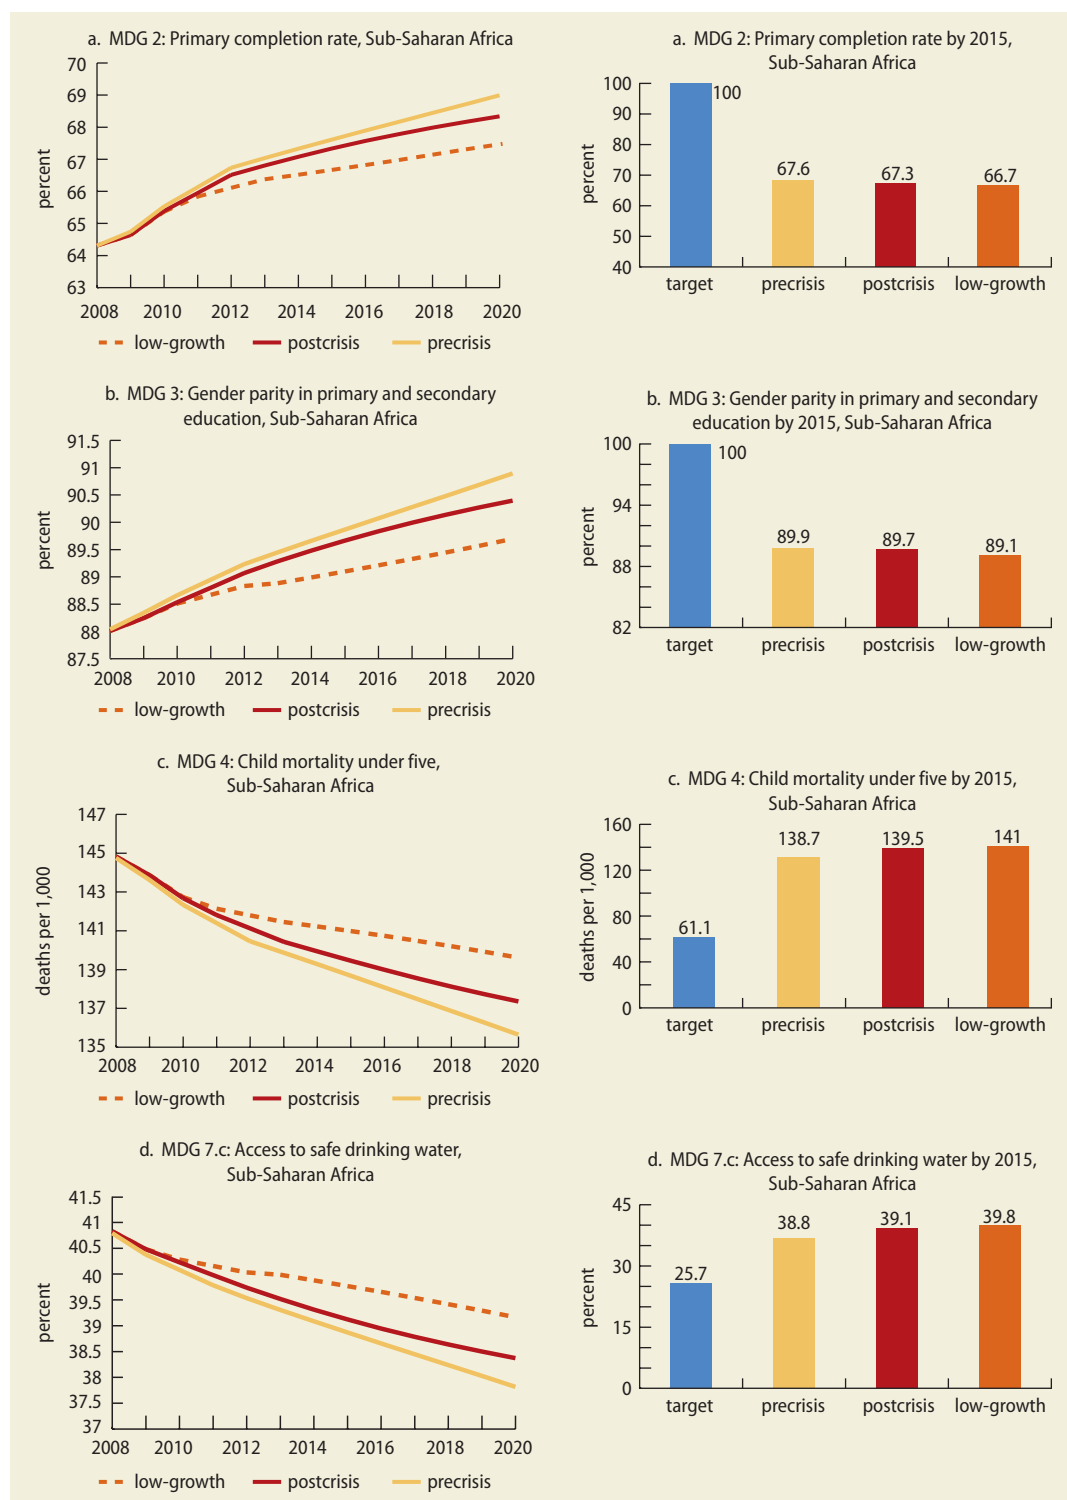 a. MDG 2: Primary completion rate, Sub-Saharan Africa
70
69
68
67
66
65
64
63
percent
2008 2010 2012 2014 2016 2018 2020
low-growth postcrisis precrisis
a. MDG 2: Primary completion rate by 2015,
Sub-Saharan Africa
100
90
80
70
60
50
40
percent
100
67.6
67.3
66.7
target precrisis postcrisis low-growth
b. MDG 3: Gender parity in primary and secondary
education, Sub-Saharan Africa
91.5
91
90.5
90
89.5
89
88.5
88
87.5
percent
2008 2010 2012 2014 2016 2018 2020
low-growth postcrisis precrisis
b. MDG 3: Gender parity in primary and secondary
education by 2015, Sub-Saharan Africa
100
94
88
82
percent
100
89.9
89.7
89.1
target precrisis postcrisis low-growth
c. MDG 4: Child mortality under five,
Sub-Saharan Africa
147
145
143
141
139
137
135
deaths per 1,000
2008 2010 2012 2014 2016 2018 2020
low-growth postcrisis precrisis
c. MDG 4: Child mortality under five by 2015,
Sub-Saharan Africa
160
120
80
40
0
deaths per 1,000
61.1
138.7
139.5
141
target precrisis postcrisis low-growth
d. MDG 7.c: Access to safe drinking water,
Sub-Saharan Africa
41.5
41
40.5
40
39.5
39
38.5
38
37.5
37
percent
2008 2010 2012 2014 2016 2018 2020
low-growth postcrisis precrisis
d. MDG 7.c: Access to safe drinking water by 2015,
Sub-Saharan Africa
45
30
15
0
percent
25.7
38.8
39.1
39.8
target precrisis postcrisis low-growth